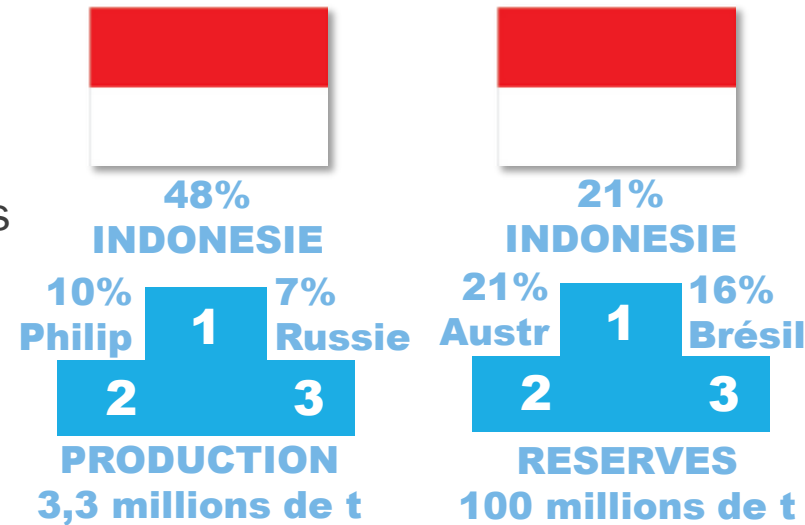 s
48%
INDONESIE
10%
Philip
1
7%
Russie
2
3
PRODUCTION
3,3 millions de t
21%
INDONESIE
21%
Austr
1
16%
Brésil
2
3
RESERVES
100 millions de t